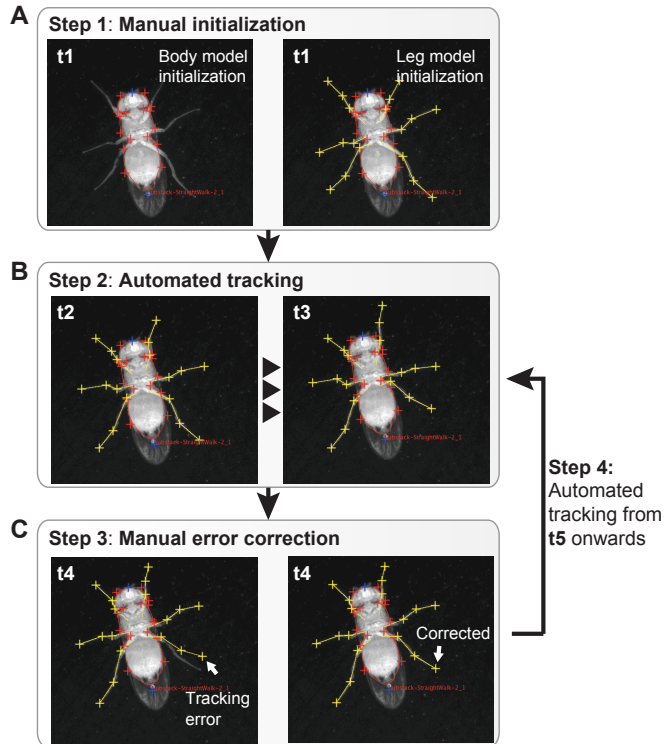 A
Step 1: Manual initialization
t1
Body model
initialization
t1
Leg model
initialization
B
Step 2: Automated tracking
t2
t3
Step 4:
Automated
tracking from
t5 onwards
C
Step 3: Manual error correction
t4
Tracking
error
t4
Corrected